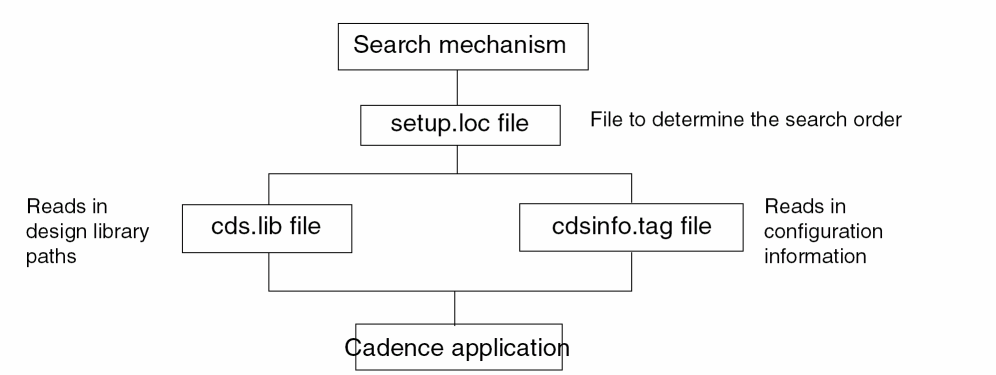 Search mechanism
setup.loc file
File to determine the search order
Reads in
design library
paths
cds.lib file
cdsinfo.tag file
Reads in
configuration
information
Cadence application